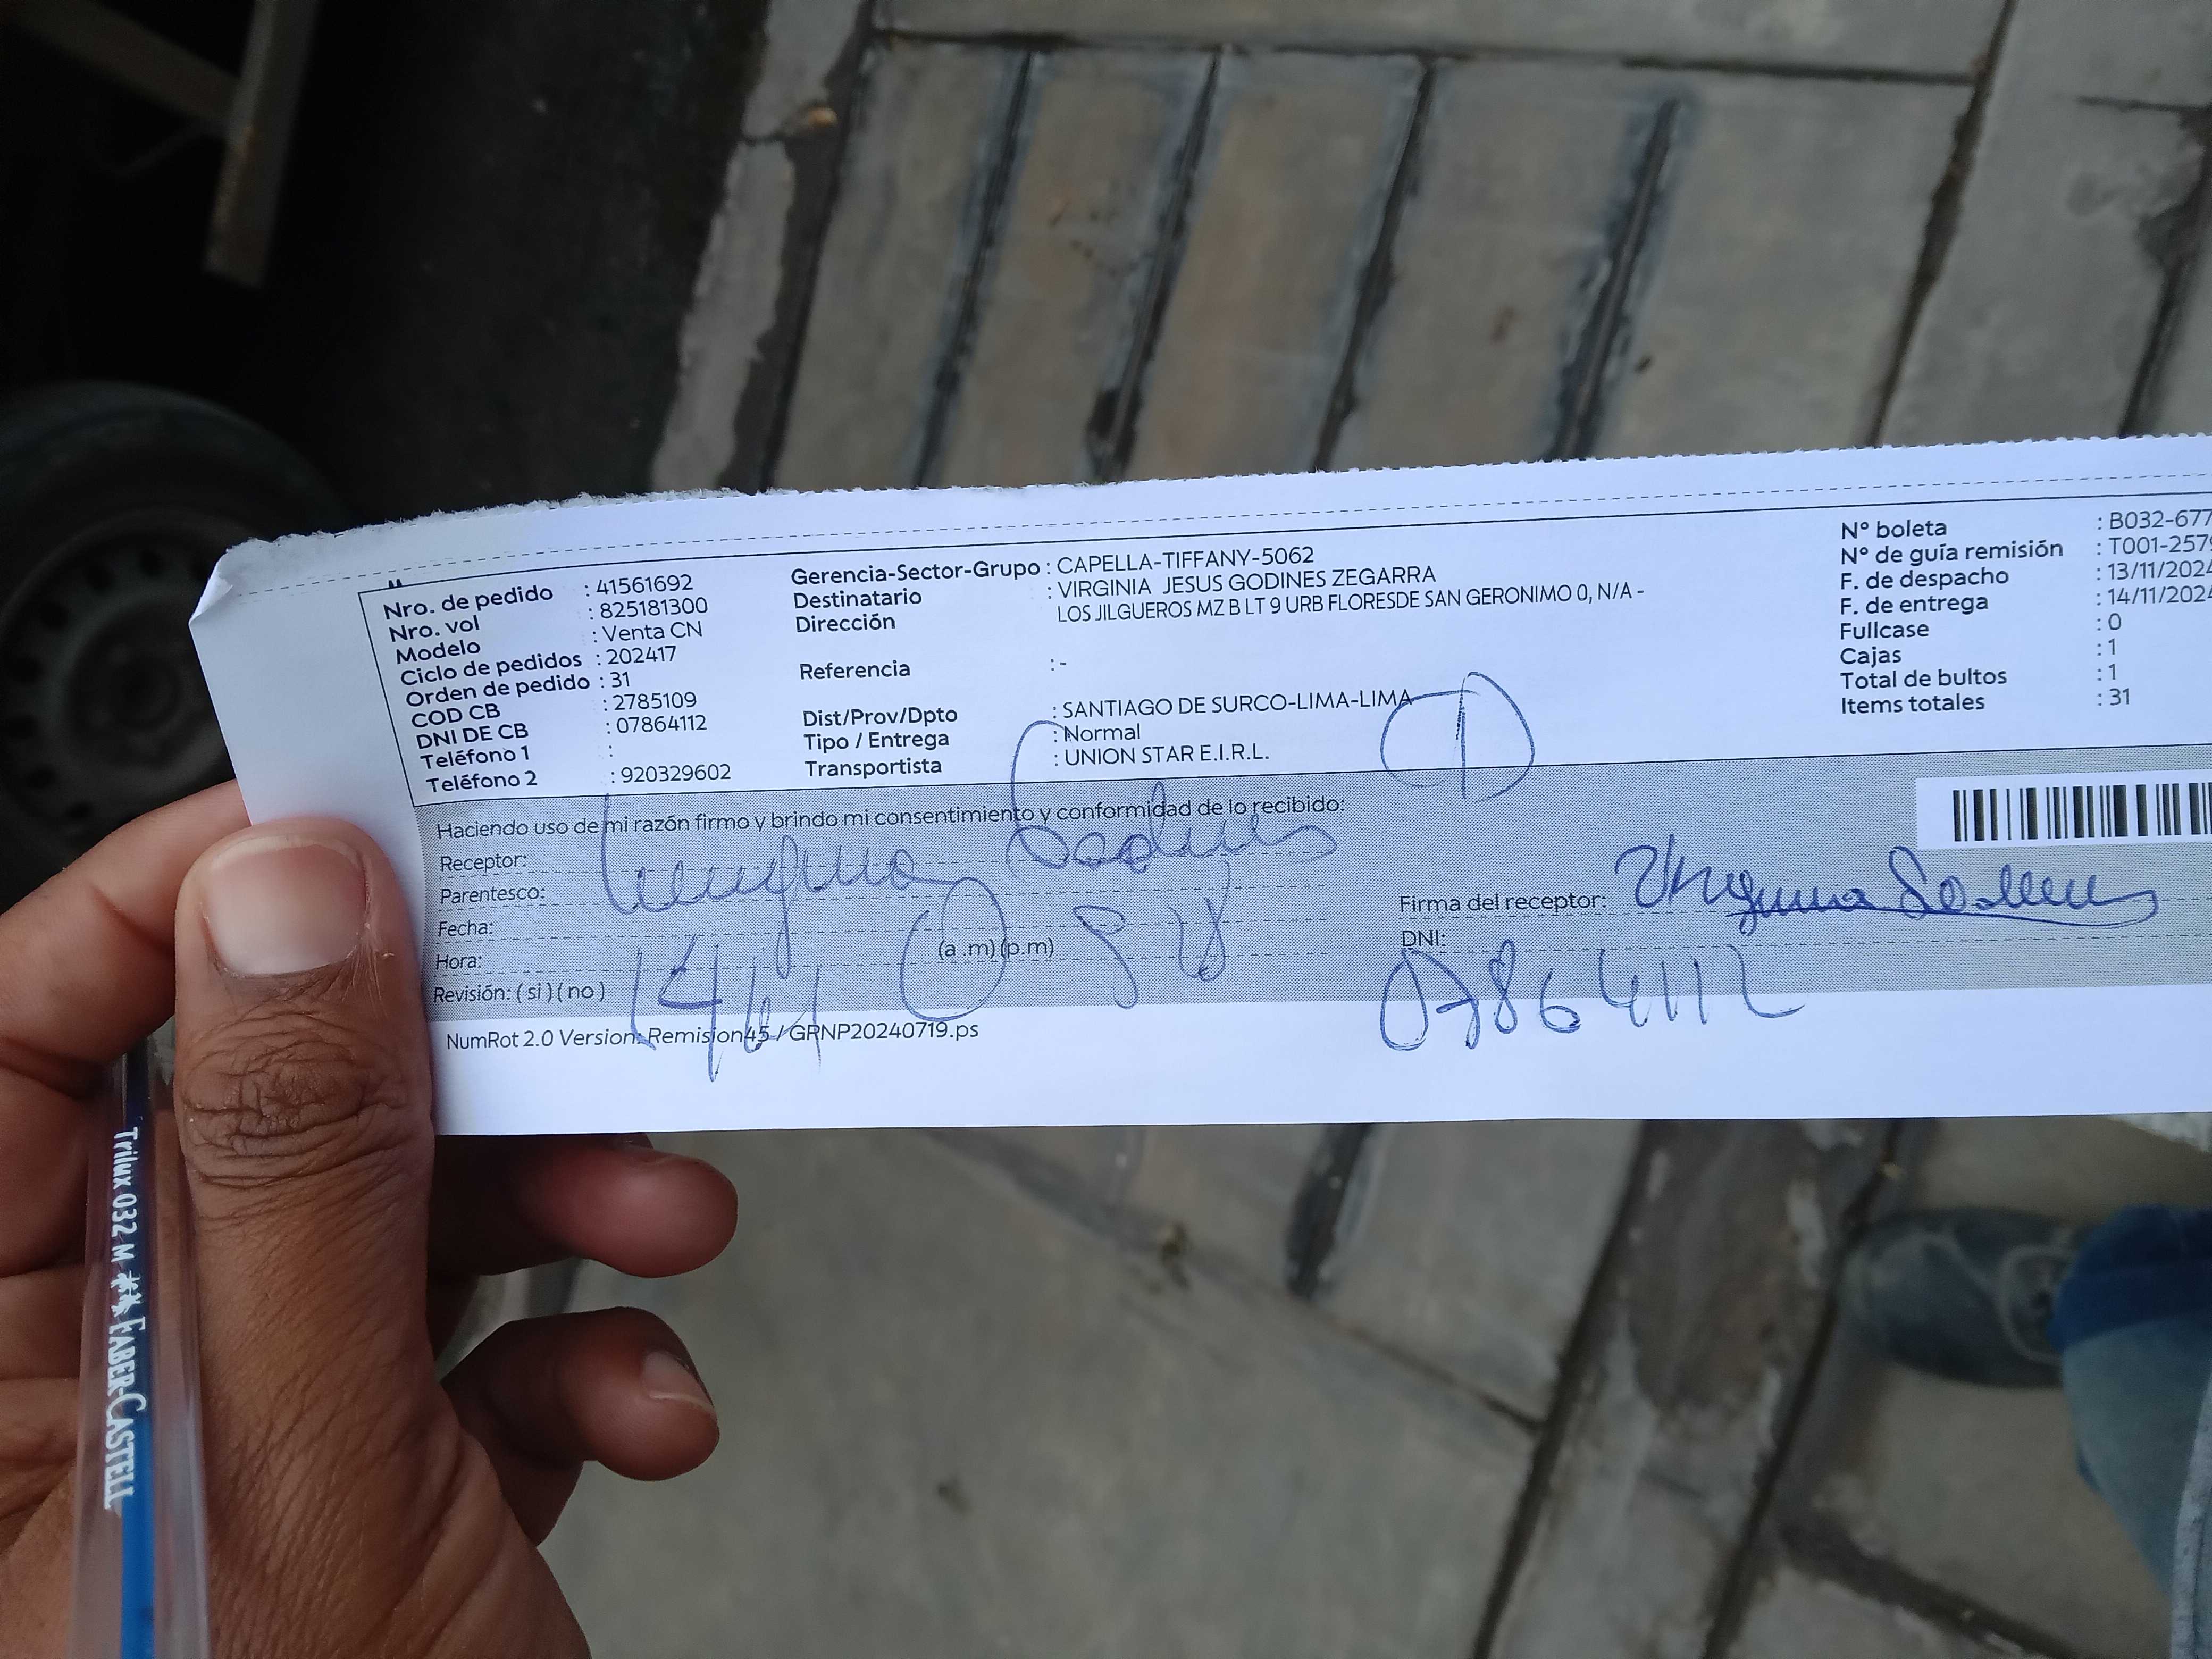 Nro. de pedido : 41561692
Nro. vol : 825181300
Modelo : Venta CN
Ciclo de pedidos : 202417
Orden de pedido : 31
COD CB : 2785109
DNI DE CB : 07864112
Teléfono 1 :
Teléfono 2 : 920329602
Gerencia-Sector-Grupo : CAPELLA-TIFFANY-5062
Destinatario : VIRGINIA JESUS GODINES ZEGARRA
Dirección : LOS JILGUEROS MZ B LT 9 URB FLORESDE SAN GERONIMO 0, N/A -
Referencia : -
Dist/Prov/Dpto : SANTIAGO DE SURCO-LIMA-LIMA
Tipo / Entrega : Normal
Transportista : UNION STAR E.I.R.L.
1
N° boleta : B032-677
N° de guía remisión : T001-257
F. de despacho : 13/11/2024
F. de entrega : 14/11/2024
Fullcase : 0
Cajas : 1
Total de bultos : 1
Items totales : 31
Haciendo uso de mi razón firmo y brindo mi consentimiento y conformidad de lo recibido:
Receptor:
Parentesco:
Fecha:
Hora: (a .m) (p.m)
Revisión: ( si ) ( no )
Firma del receptor: Virginia Godines
DNI: 07864112
NumRot 2.0 Version: Remision45 / GRNP20240719.ps
Trilux 032 M FABER-CASTELL